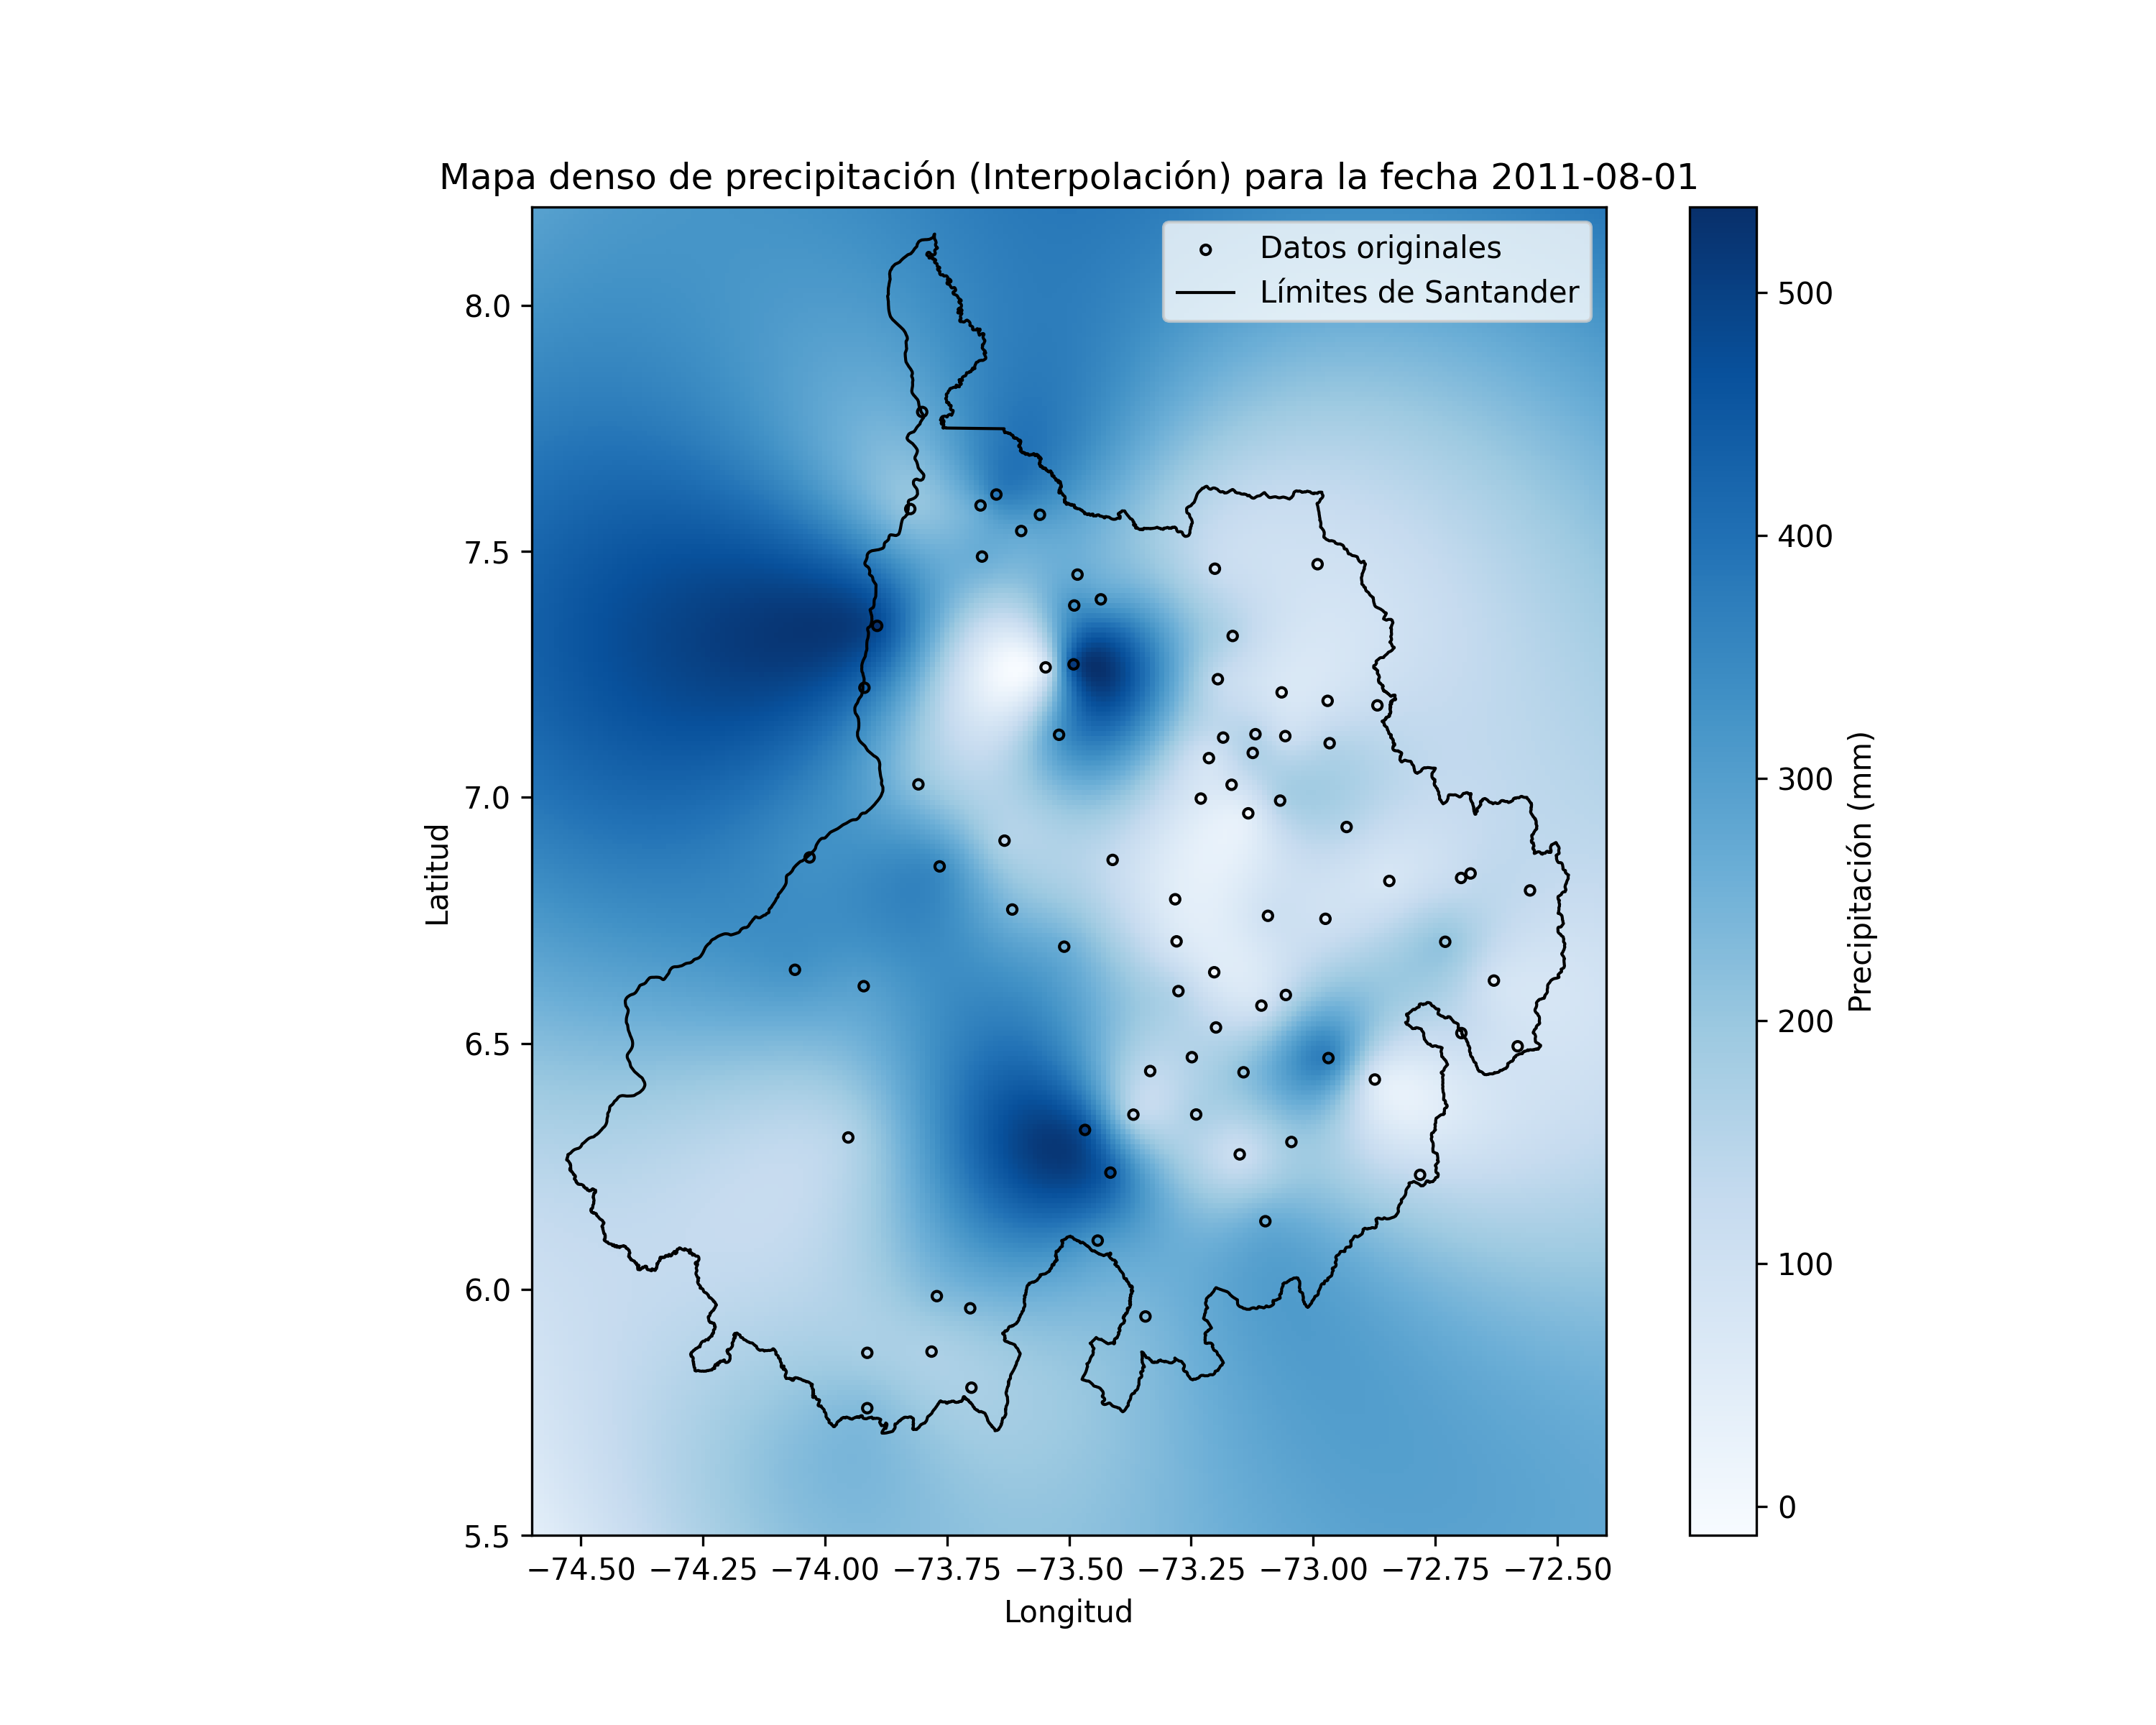 Mapa denso de precipitación (Interpolación) para la fecha 2011-08-01
Datos originales
Límites de Santander
8.0
7.5
7.0
6.5
6.0
5.5
Latitud
−74.50 −74.25 −74.00 −73.75 −73.50 −73.25 −73.00 −72.75 −72.50
Longitud
500
400
300
200
100
0
Precipitación (mm)